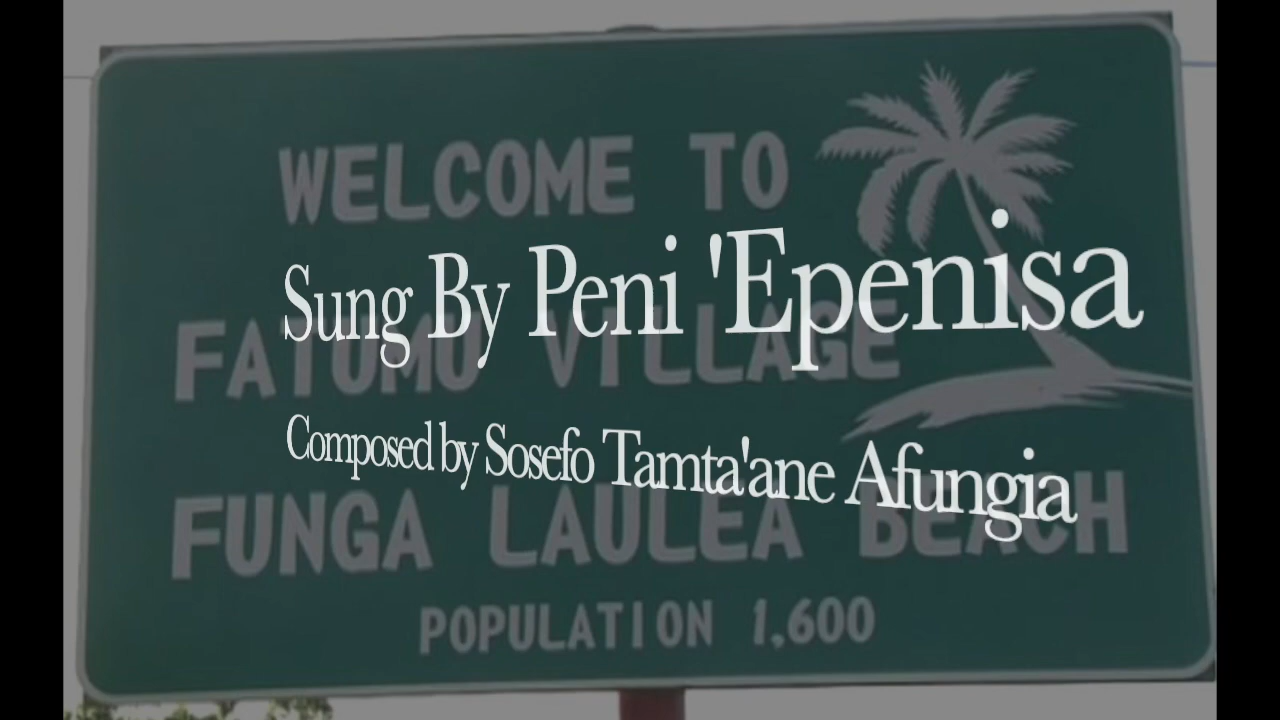 WELCOME TO
Sung By Peni 'Epenisa
FATUMU VILLAGE
Composed by Sosefo Tamta'ane Afungia
FUNGA LAULEA BEACH
POPULATION 1,600